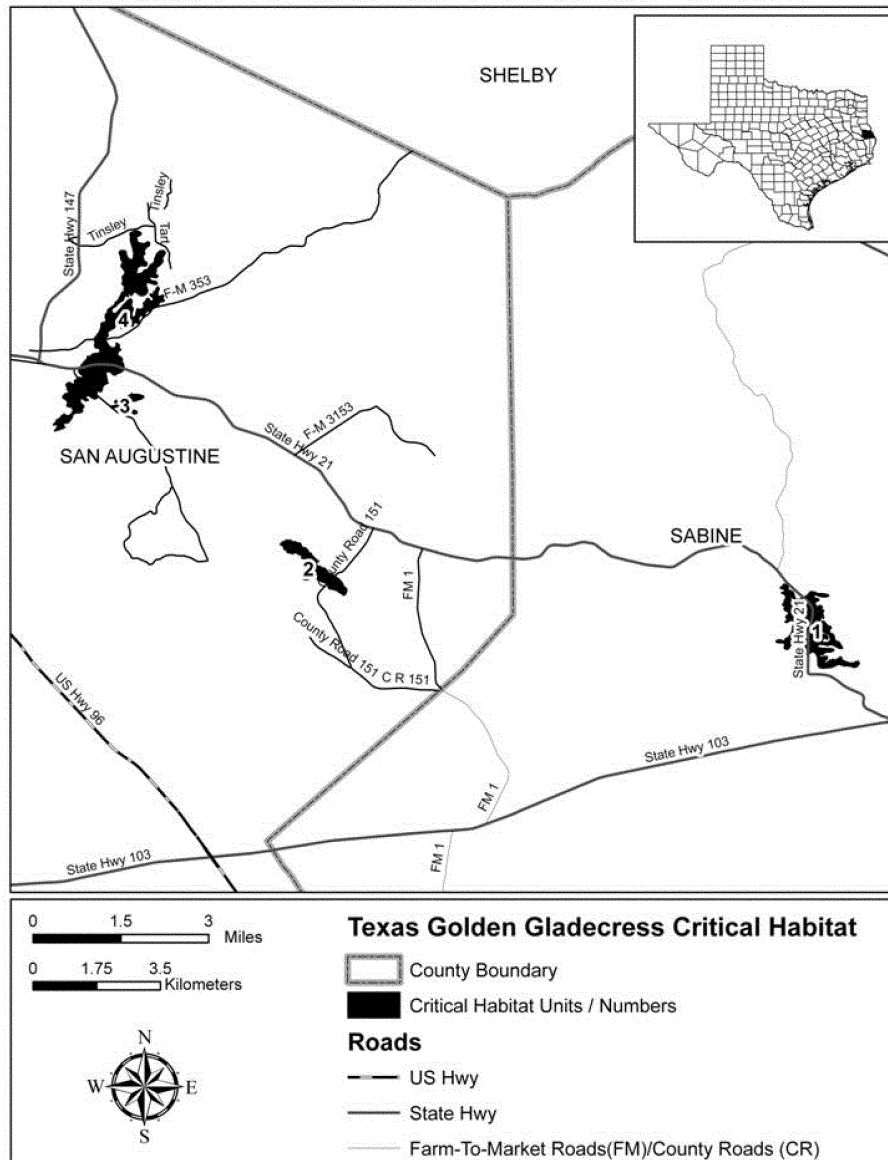 SHELBY
State Hwy 147
Tinsley
Tinsley
Tan
F-M 353
4
3
SAN AUGUSTINE
State Hwy 21
F-M 3153
2
County Road 151
FM 1
County Road 151
C R 151
SABINE
State Hwy 21
1
US Hwy 96
State Hwy 103
FM 1
State Hwy 103
FM 1
0 1.5 3
Miles
0 1.75 3.5
Kilometers
N
W E
S
Texas Golden Gladecress Critical Habitat
County Boundary
Critical Habitat Units / Numbers
Roads
US Hwy
State Hwy
Farm-To-Market Roads(FM)/County Roads (CR)